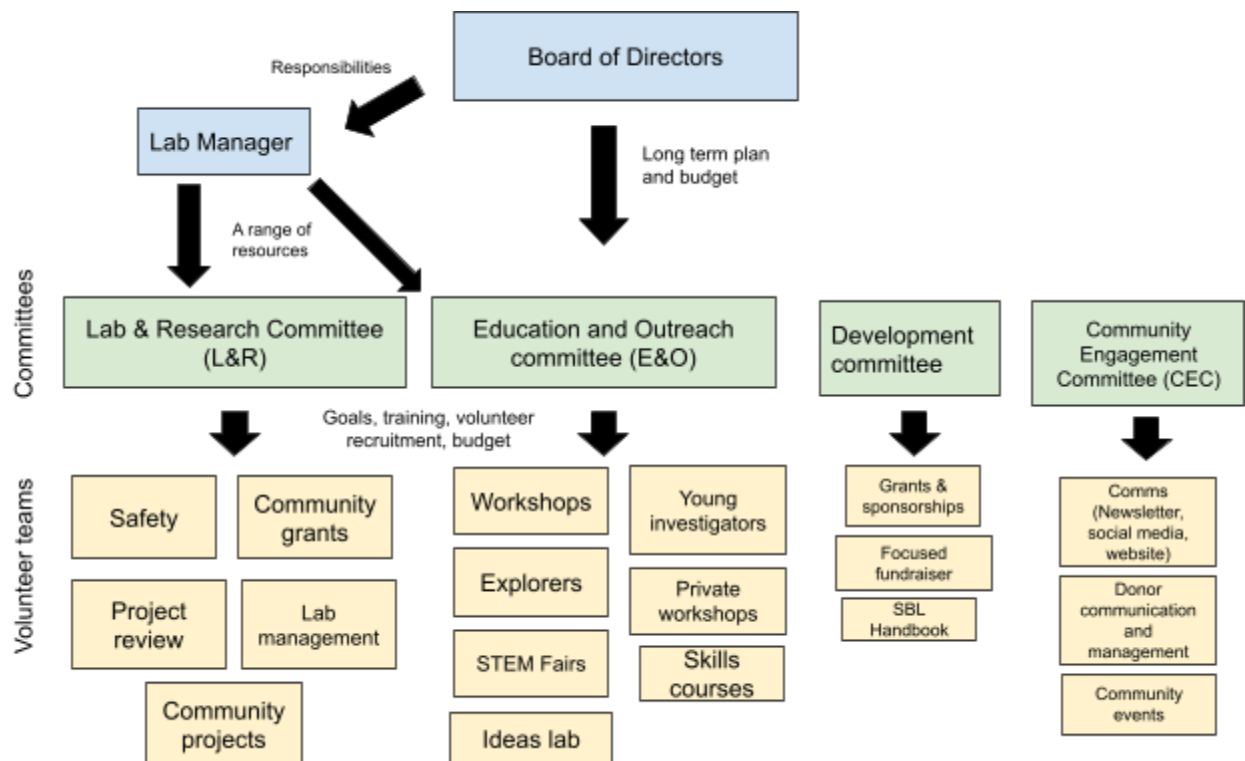 Board of Directors
Responsibilities
Lab Manager
Long term plan
and budget
A range of
resources
Committees
Lab & Research Committee
(L&R)
Education and Outreach
committee (E&O)
Development
committee
Community
Engagement
Committee (CEC)
Goals, training, volunteer
recruitment, budget
Volunteer teams
Safety
Community
grants
Project
review
Lab
management
Community
projects
Workshops
Young
investigators
Explorers
Private
workshops
STEM Fairs
Skills
courses
Ideas lab
Grants &
sponsorships
Focused
fundraiser
SBL
Handbook
Comms
(Newsletter,
social media,
website)
Donor
communication
and
management
Community
events